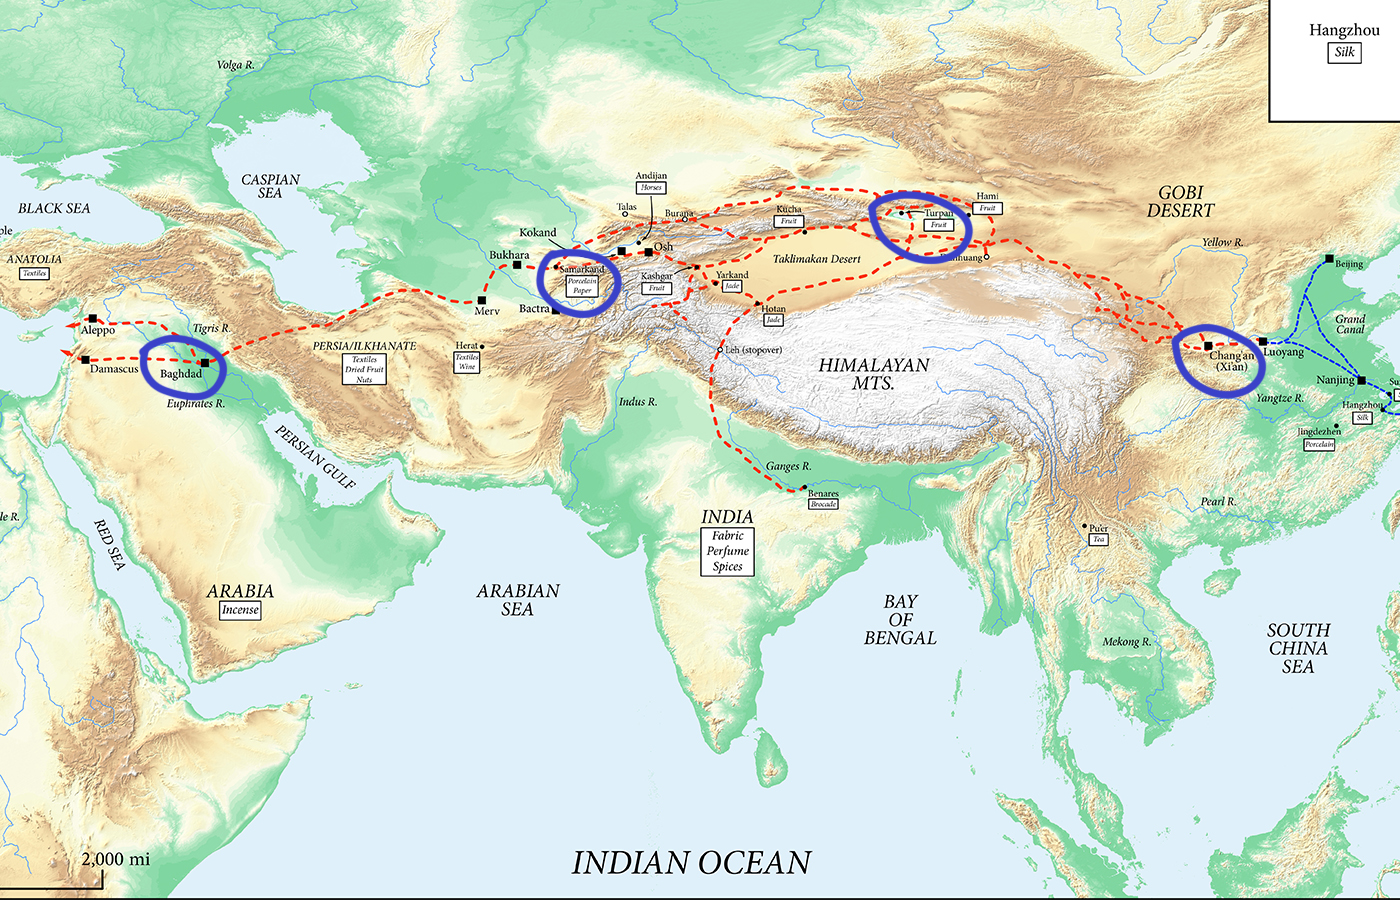 Hangzhou
Silk
Volga R.
CASPIAN
SEA
BLACK SEA
ple
ANATOLIA
Textiles
Andijan
Horses
Talas
Burana
Kokand
Osh
Bukhara
Samarkand
Porcelain
Paper
Kashgar
Fruit
Kucha
Fruit
Turpan
Fruit
Hami
Fruit
GOBI
DESERT
Yellow R.
Beijing
Taklimakan Desert
Yarkand
Jade
Hotan
Jade
Merv
Bactra
Aleppo
Tigris R.
Damascus
Baghdad
Euphrates R.
PERSIA/ILKHANATE
Textiles
Dried Fruit
Nuts
Herat
Textiles
Wine
Leh (stopover)
HIMALAYAN
MTS.
Grand
Canal
Chang'an
(Xi'an)
Luoyang
Nanjing
Su
Yangtze R.
Hangzhou
Silk
Jingdezhen
Porcelain
Indus R.
PERSIAN GULF
Ganges R.
Benares
Brocade
Pearl R.
le R.
RED SEA
INDIA
Fabric
Perfume
Spices
Pu'er
Tea
ARABIA
Incense
ARABIAN
SEA
BAY
OF
BENGAL
Mekong R.
SOUTH
CHINA
SEA
2,000 mi
INDIAN OCEAN